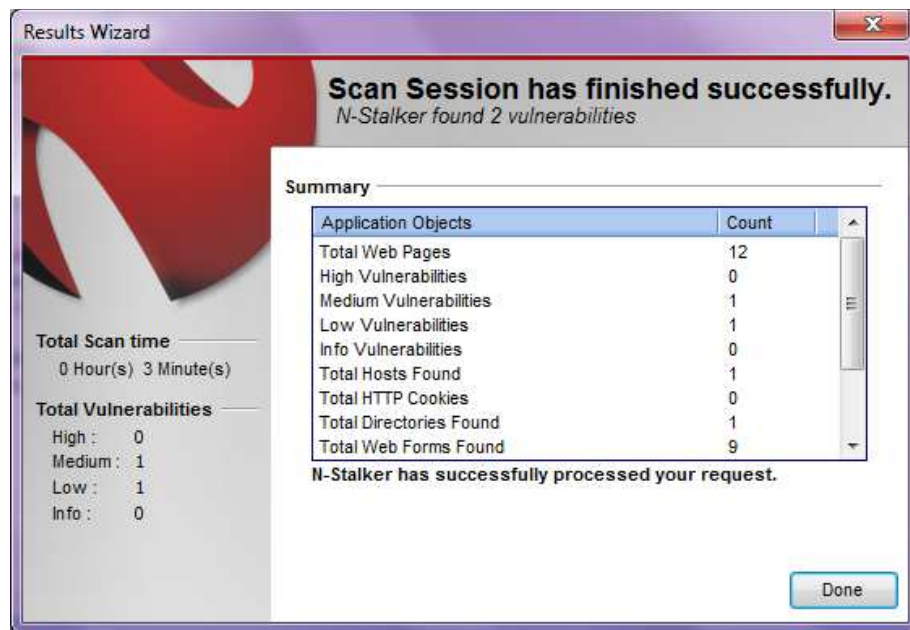 Results Wizard
Scan Session has finished successfully.
N-Stalker found 2 vulnerabilities
Summary
Application Objects Count
Total Web Pages 12
High Vulnerabilities 0
Medium Vulnerabilities 1
Low Vulnerabilities 1
Info Vulnerabilities 0
Total Hosts Found 1
Total HTTP Cookies 0
Total Directories Found 1
Total Web Forms Found 9
N-Stalker has successfully processed your request.
Total Scan time
0 Hour(s) 3 Minute(s)
Total Vulnerabilities
High : 0
Medium : 1
Low : 1
Info : 0
Done